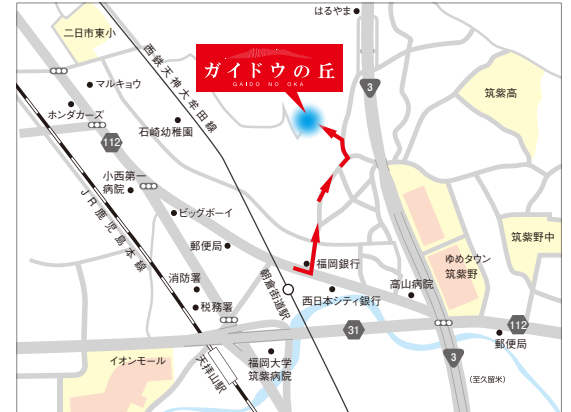 はるやま
二日市東小
西鉄天神大牟田線
ガイドウの丘
GAIDO NO OKA
3
マルキョウ
筑紫高
ホンダカーズ
石崎幼稚園
112
小西第一
病院
JR鹿児島本線
ビッグボーイ
郵便局
筑紫野中
福岡銀行
ゆめタウン
筑紫野
消防署
朝倉街道駅
高山病院
西日本シティ銀行
税務署
31
112
郵便局
イオンモール
天拝山駅
福岡大学
筑紫病院
3
(至久留米)